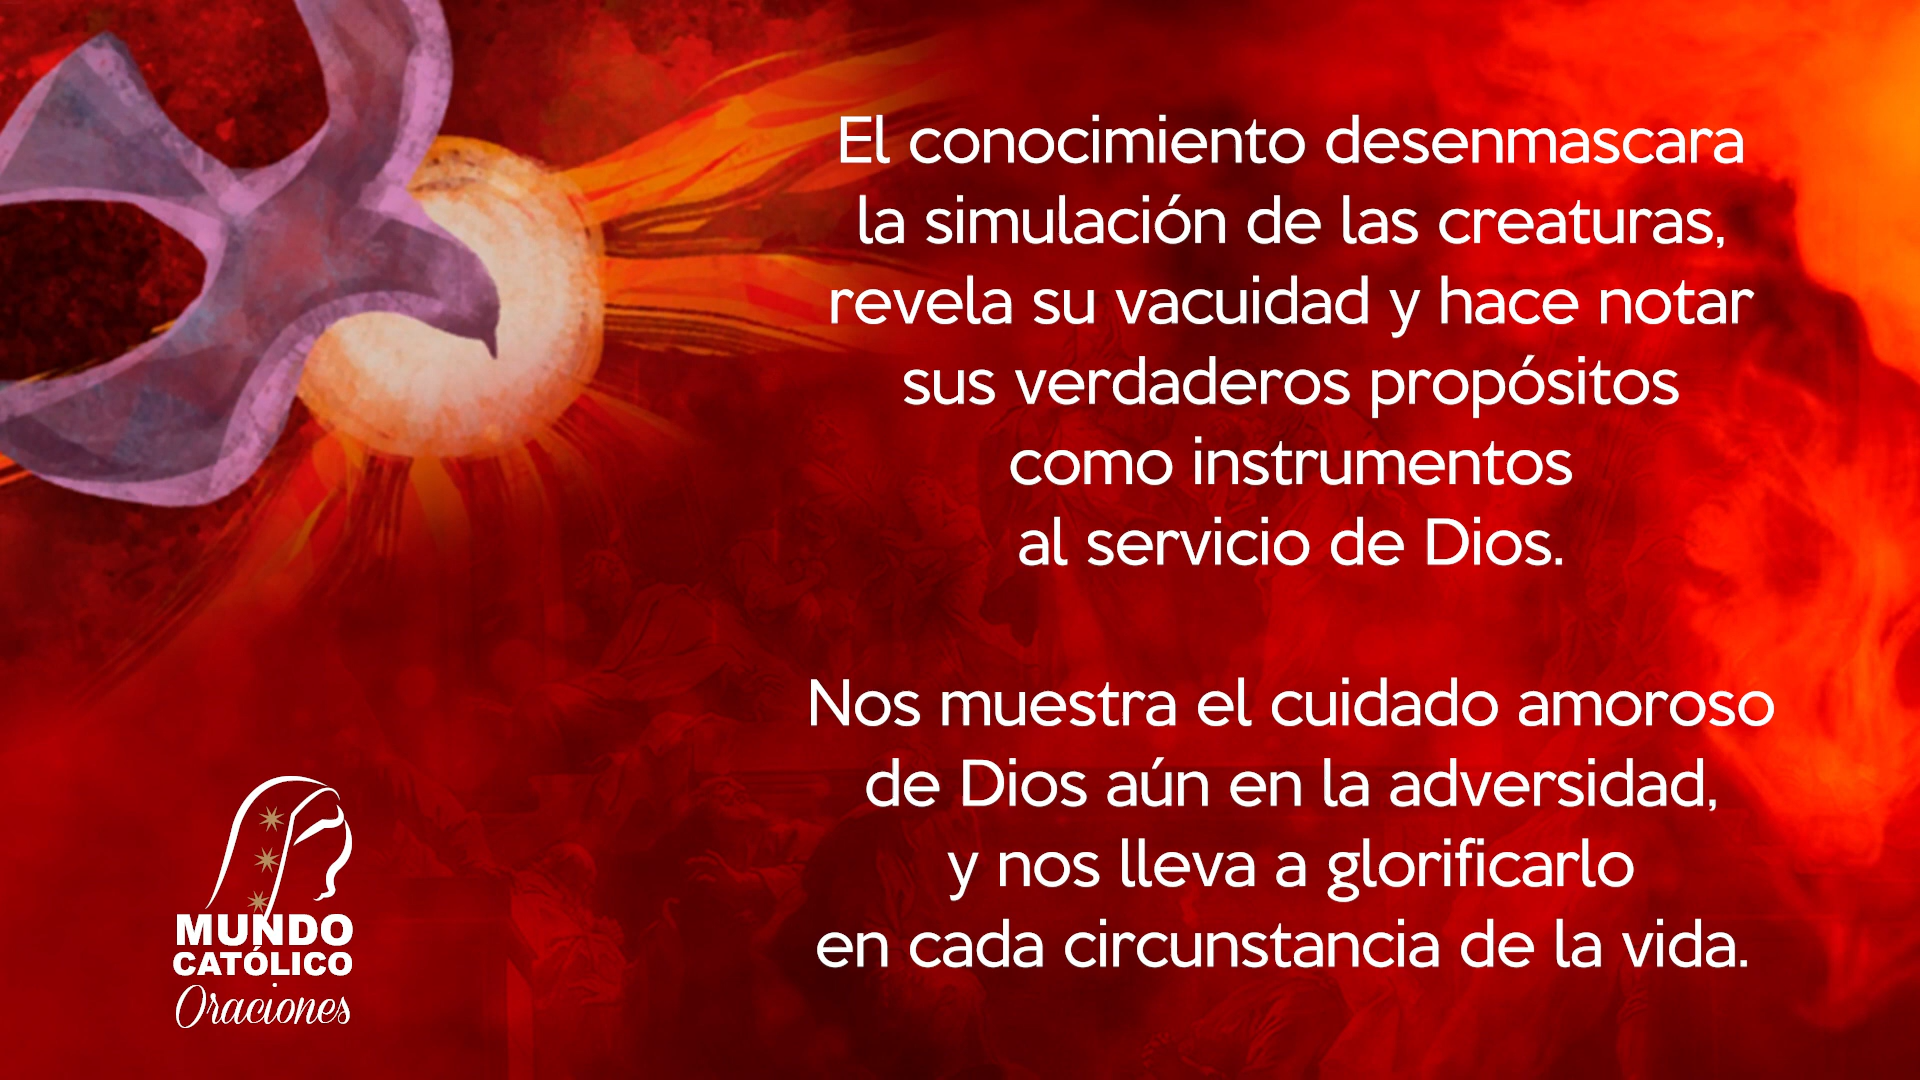 El conocimiento desenmascara
la simulación de las creaturas,
revela su vacuidad y hace notar
sus verdaderos propósitos
como instrumentos
al servicio de Dios.
Nos muestra el cuidado amoroso
de Dios aún en la adversidad,
y nos lleva a glorificarlo
en cada circunstancia de la vida.
MUNDO
CATÓLICO
Oraciones